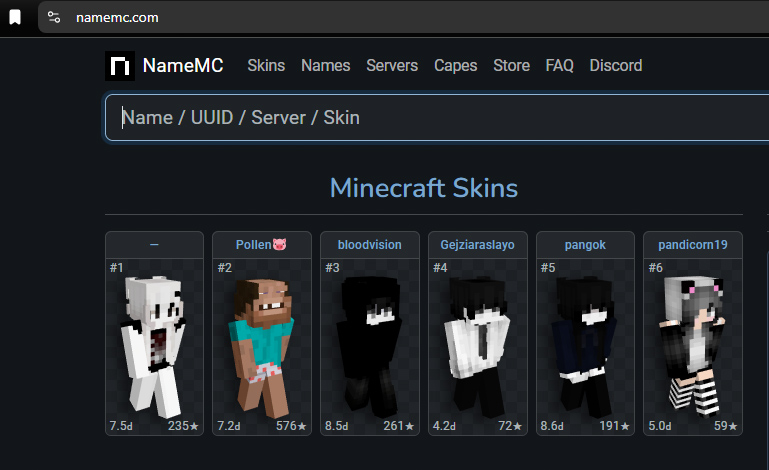 namemc.com
NameMC Skins Names Servers Capes Store FAQ Discord
Name / UUID / Server / Skin
Minecraft Skins
— Pollen🐷 bloodvision Gejziaraslayo pangok pandicorn19
#1 #2 #3 #4 #5 #6
7.5d 235★ 7.2d 576★ 8.5d 261★ 4.2d 72★ 8.6d 191★ 5.0d 59★